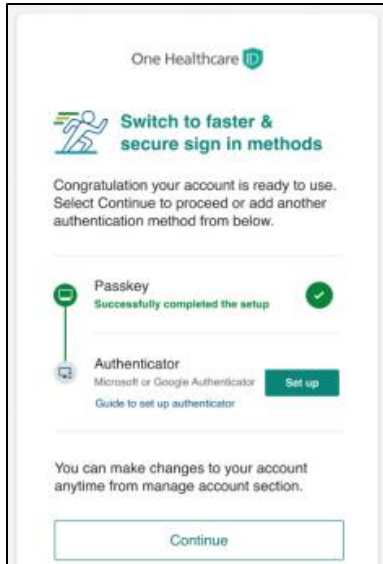 One Healthcare ID
Switch to faster &
secure sign in methods
Congratulation your account is ready to use.
Select Continue to proceed or add another
authentication method from below.
Passkey
Successfully completed the setup
Authenticator
Microsoft or Google Authenticator
Set up
Guide to set up authenticator
You can make changes to your account
anytime from manage account section.
Continue